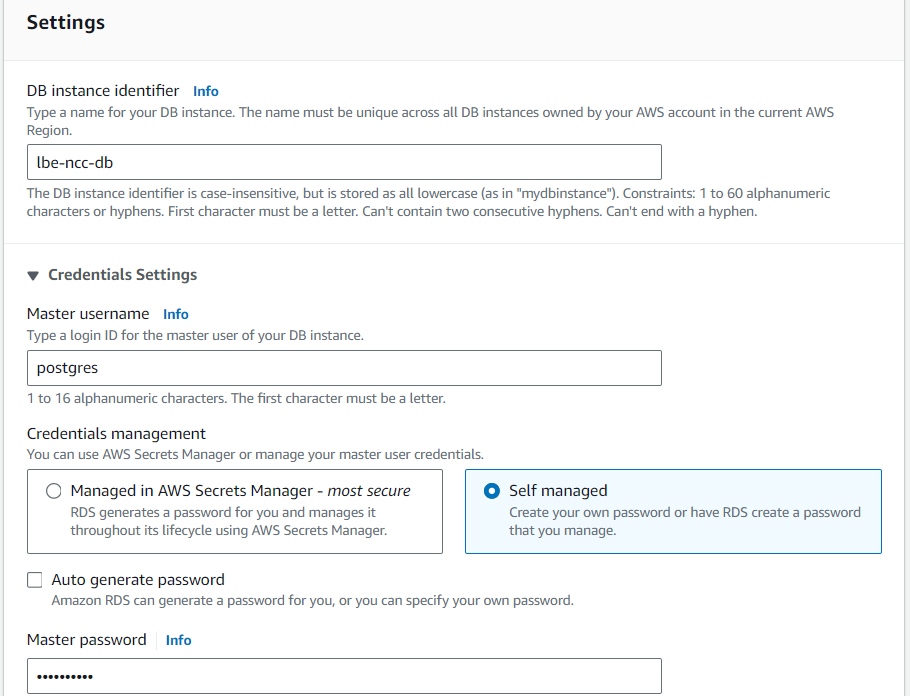 Settings
DB instance identifier Info
Type a name for your DB instance. The name must be unique across all DB instances owned by your AWS account in the current AWS
Region.
lbe-ncc-db
The DB instance identifier is case-insensitive, but is stored as all lowercase (as in "mydbinstance"). Constraints: 1 to 60 alphanumeric
characters or hyphens. First character must be a letter. Can't contain two consecutive hyphens. Can't end with a hyphen.
Credentials Settings
Master username Info
Type a login ID for the master user of your DB instance.
postgres
1 to 16 alphanumeric characters. The first character must be a letter.
Credentials management
You can use AWS Secrets Manager or manage your master user credentials.
Managed in AWS Secrets Manager - most secure
RDS generates a password for you and manages it
throughout its lifecycle using AWS Secrets Manager.
Self managed
Create your own password or have RDS create a password
that you manage.
Auto generate password
Amazon RDS can generate a password for you, or you can specify your own password.
Master password Info
••••••••••